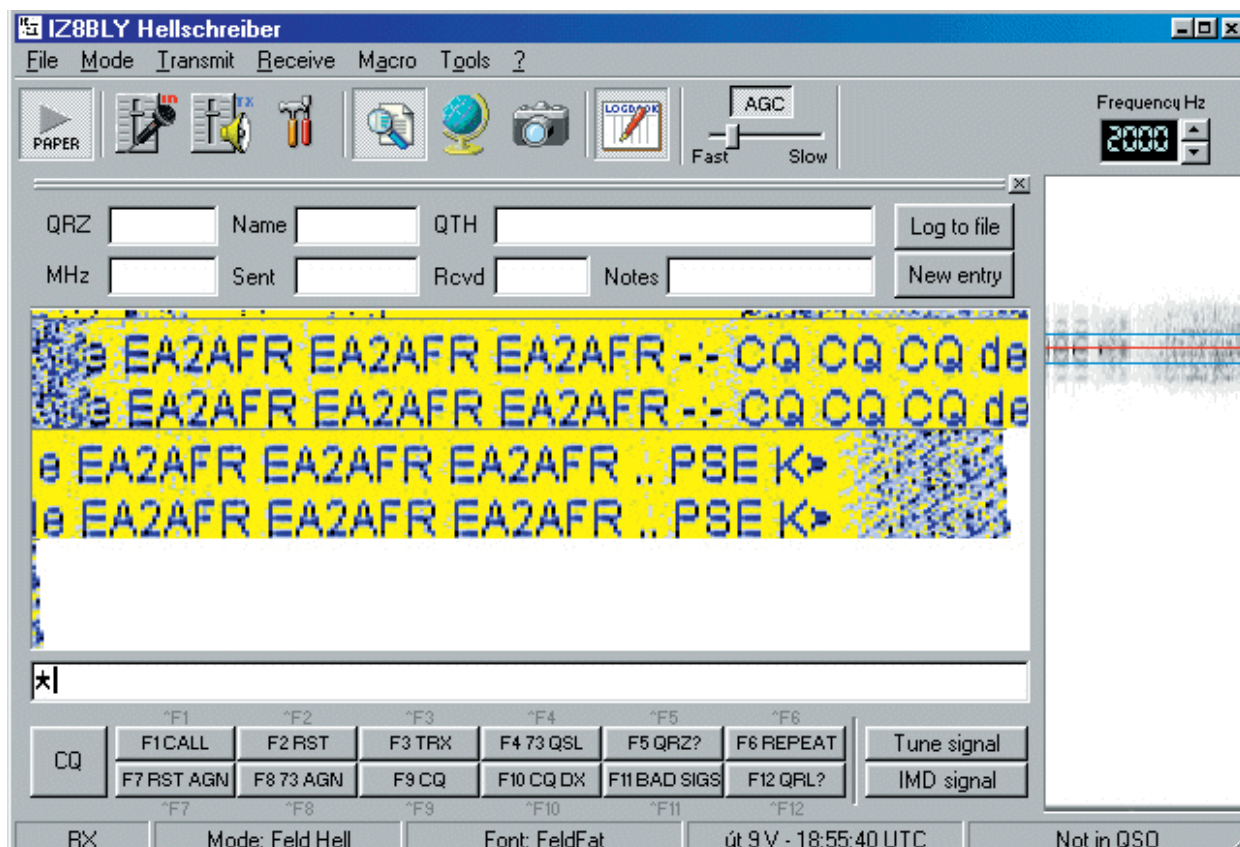 IZ8BLY Hellschreiber
File Mode Transmit Receive Macro Tools ?
PAPER in TX LOGBOOK AGC Fast Slow Frequency Hz 2000
QRZ Name QTH Log to file
MHz Sent Rcvd Notes New entry
e EA2AFR EA2AFR EA2AFR -:- CQ CQ CQ de
e EA2AFR EA2AFR EA2AFR -:- CQ CQ CQ de
e EA2AFR EA2AFR EA2AFR .. PSE K>
le EA2AFR EA2AFR EA2AFR .. PSE K>
*
^F1 ^F2 ^F3 ^F4 ^F5 ^F6
CQ F1CALL F2 RST F3 TRX F4 73 QSL F5 QRZ? F6 REPEAT Tune signal
F7 RST AGN F8 73 AGN F9 CQ F10 CQ DX F11 BAD SIGS F12 QRL? IMD signal
^F7 ^F8 ^F9 ^F10 ^F11 ^F12
RX Mode: Feld Hell Font: FeldFat út 9 V - 18:55:40 UTC Not in QSO